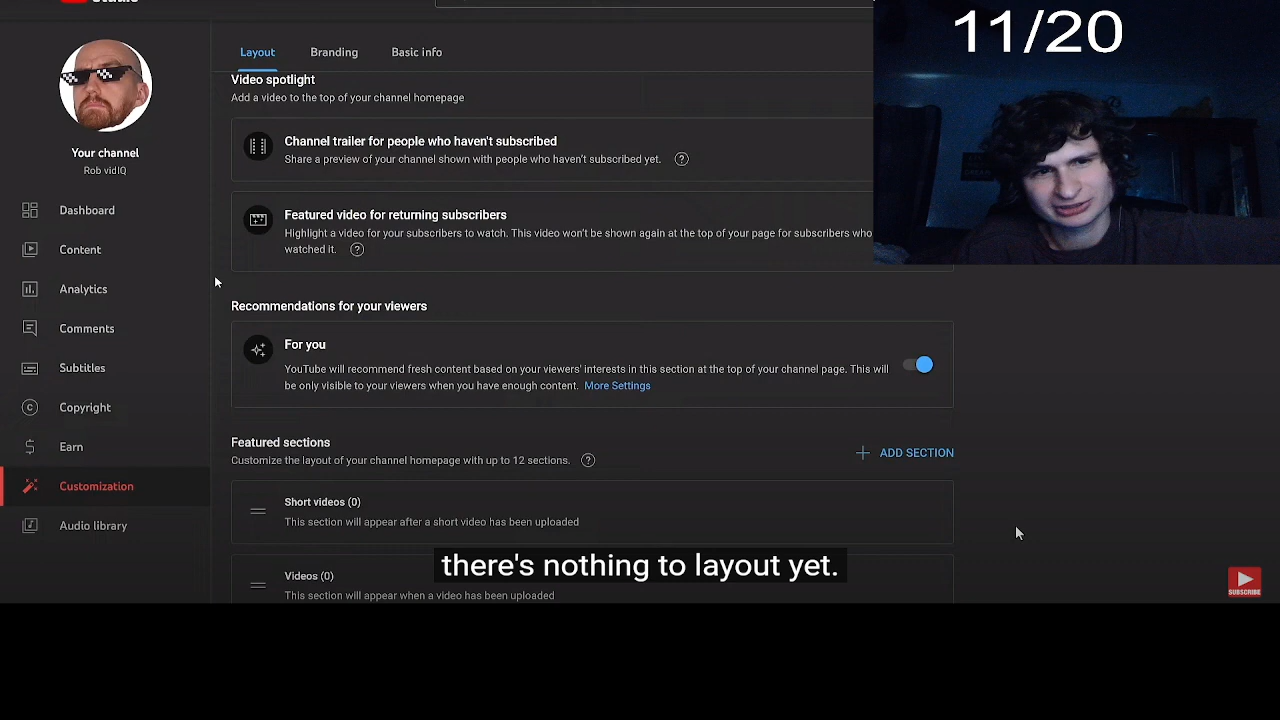 11/20
Layout
Branding
Basic info
Video spotlight
Add a video to the top of your channel homepage
Channel trailer for people who haven't subscribed
Share a preview of your channel shown with people who haven't subscribed yet. ?
Featured video for returning subscribers
Highlight a video for your subscribers to watch. This video won't be shown again at the top of your page for subscribers who
watched it. ?
Your channel
Rob vidIQ
Dashboard
Content
Analytics
Comments
Subtitles
Copyright
Earn
Customization
Audio library
Recommendations for your viewers
For you
YouTube will recommend fresh content based on your viewers' interests in this section at the top of your channel page. This will
be only visible to your viewers when you have enough content. More Settings
Featured sections
Customize the layout of your channel homepage with up to 12 sections. ?
ADD SECTION
Short videos (0)
This section will appear after a short video has been uploaded
there's nothing to layout yet.
Videos (0)
This section will appear when a video has been uploaded
SUBSCRIBE